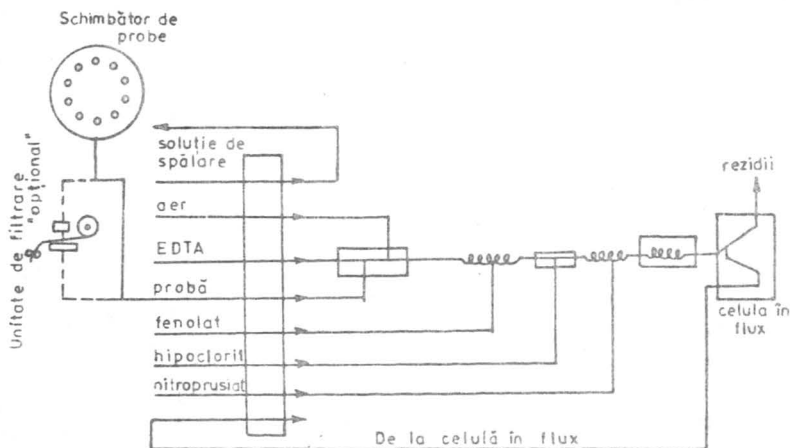 Schimbător de
probe
Unitate de filtrare
"opțional"
soluție de
spălare
aer
EDTA
probă
fenolat
hipoclorit
nitroprusiat
rezidii
celula în
flux
De la celulă în flux